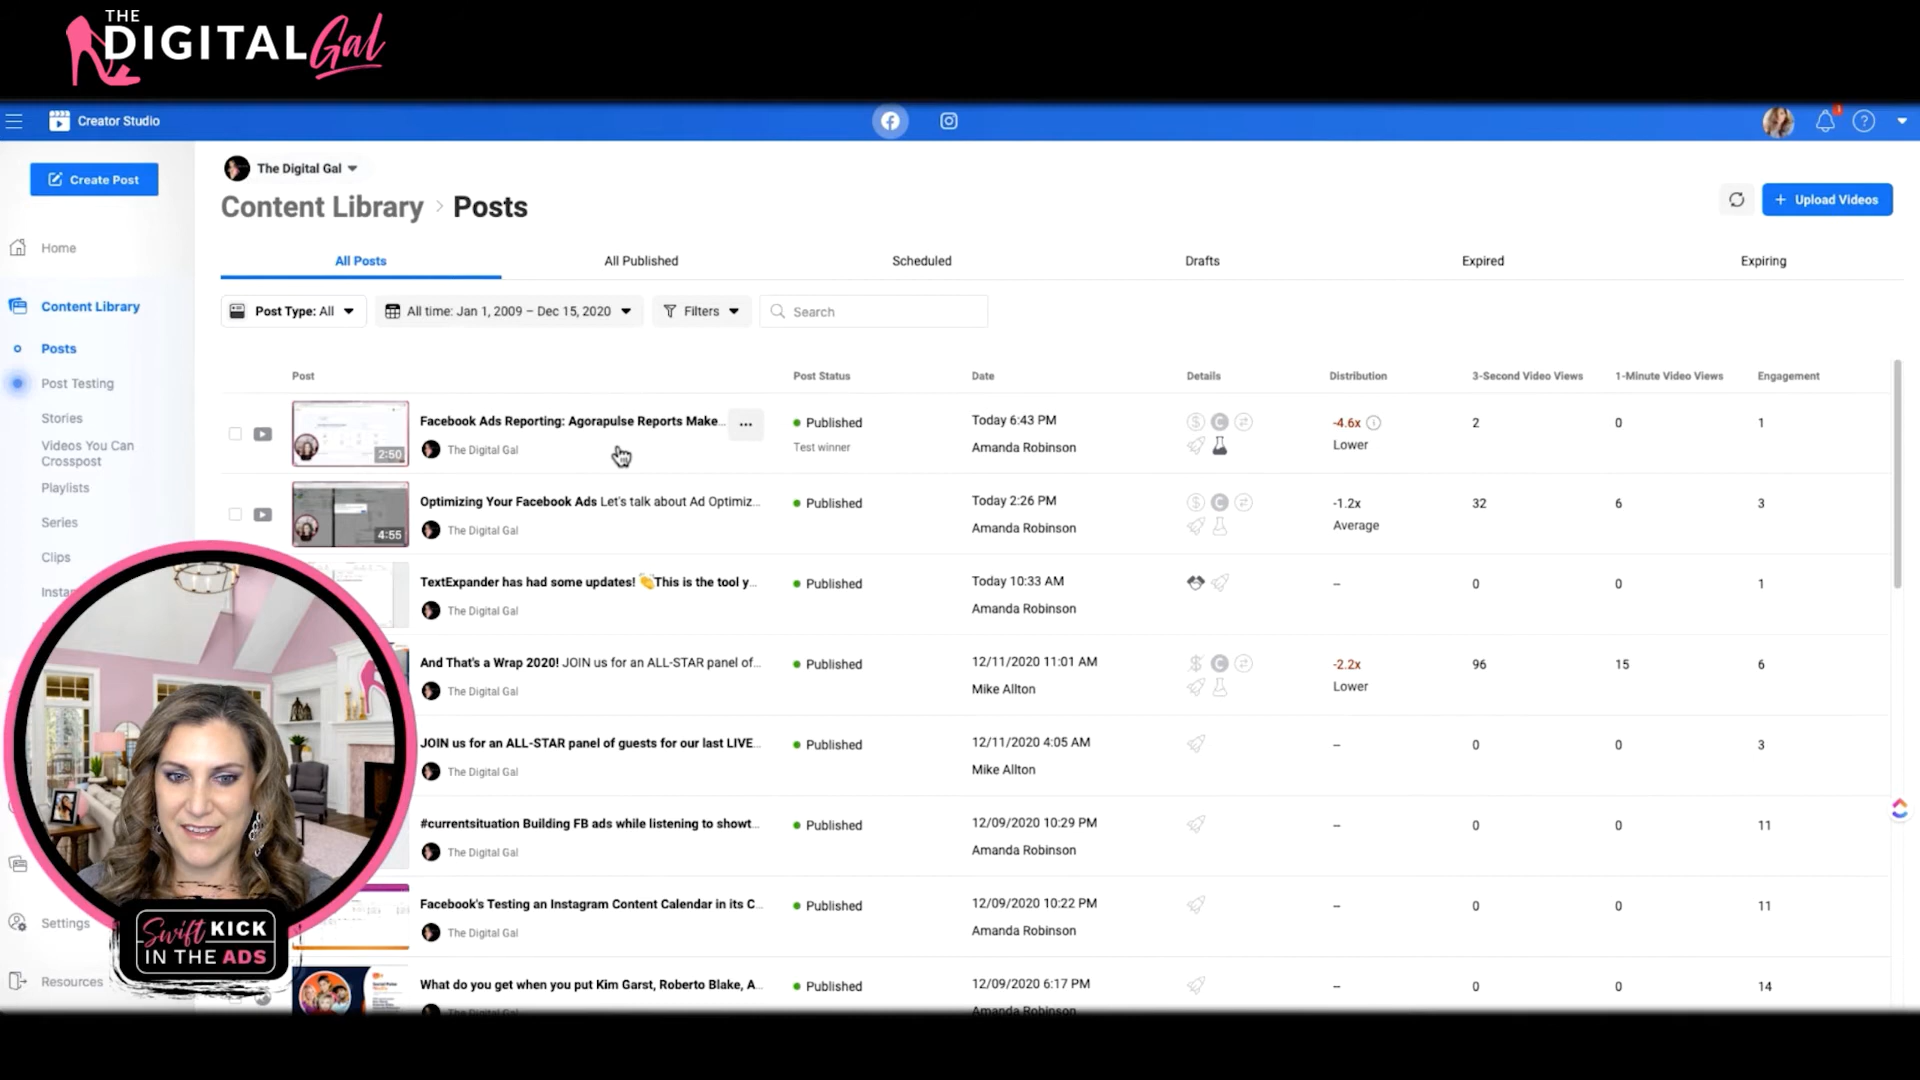 THE
DIGITAL Gal
Creator Studio
Create Post
The Digital Gal
Content Library > Posts
+ Upload Videos
Home
Content Library
Posts
Post Testing
Stories
Videos You Can
Crosspost
Playlists
Series
Clips
Settings
Resources
All Posts All Published Scheduled Drafts Expired Expiring
Post Type: All All time: Jan 1, 2009 – Dec 15, 2020 Filters Search
Post Post Status Date Details Distribution 3-Second Video Views 1-Minute Video Views Engagement
Facebook Ads Reporting: Agorapulse Reports Make... ... Published Today 6:43 PM -4.6x 2 0 1
2:50 The Digital Gal Test winner Amanda Robinson Lower
Optimizing Your Facebook Ads Let's talk about Ad Optimiz... Published Today 2:26 PM -1.2x 32 6 3
4:55 The Digital Gal Amanda Robinson Average
TextExpander has had some updates! 👏This is the tool y... Published Today 10:33 AM -- 0 0 1
The Digital Gal Amanda Robinson
And That's a Wrap 2020! JOIN us for an ALL-STAR panel of... Published 12/11/2020 11:01 AM -2.2x 96 15 6
The Digital Gal Mike Allton Lower
JOIN us for an ALL-STAR panel of guests for our last LIVE... Published 12/11/2020 4:05 AM -- 0 0 3
The Digital Gal Mike Allton
#currentsituation Building FB ads while listening to showt... Published 12/09/2020 10:29 PM -- 0 0 11
The Digital Gal Amanda Robinson
Facebook's Testing an Instagram Content Calendar in its C... Published 12/09/2020 10:22 PM -- 0 0 11
The Digital Gal Amanda Robinson
What do you get when you put Kim Garst, Roberto Blake, A... Published 12/09/2020 6:17 PM -- 0 0 14
The Digital Gal Amanda Robinson
Swift KICK
IN THE ADS